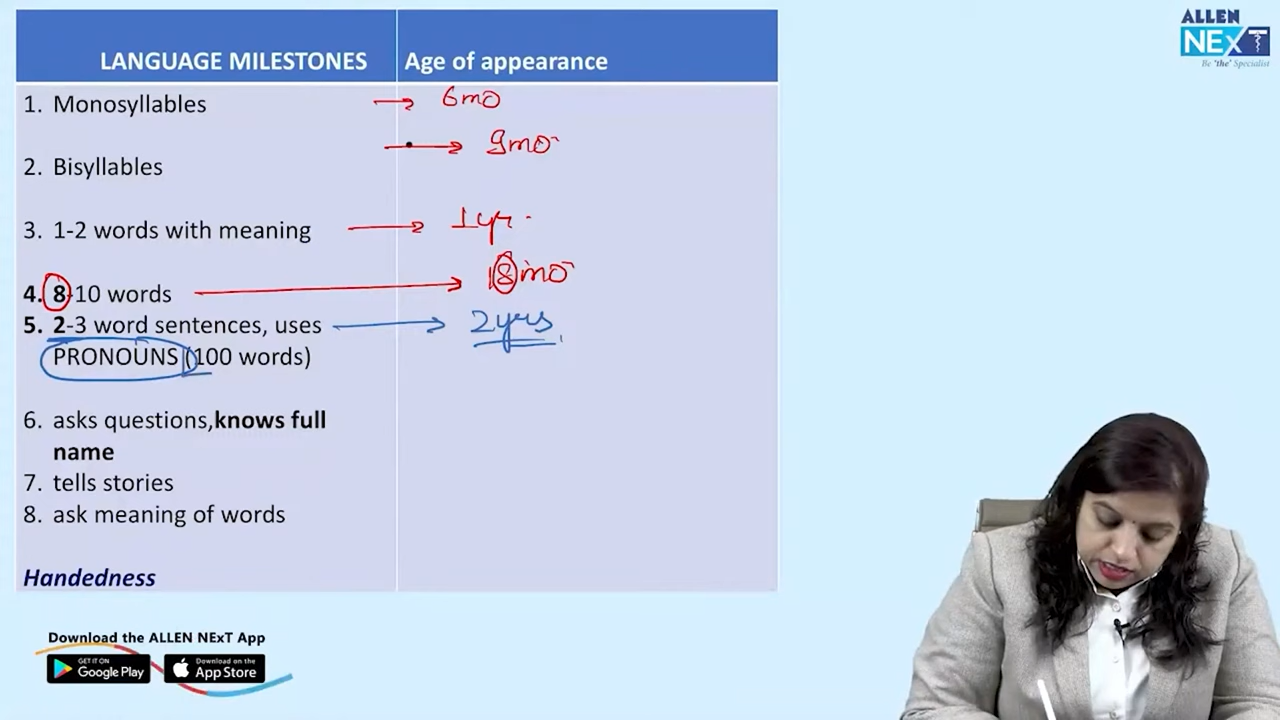 LANGUAGE MILESTONES Age of appearance
ALLEN
NEXT
Be 'the' Specialist
1. Monosyllables → 6mo
2. Bisyllables → 9mo
3. 1-2 words with meaning → 1yr.
4. 8-10 words → 18mo
5. 2-3 word sentences, uses → 2yrs
PRONOUNS (100 words)
6. asks questions,knows full
name
7. tells stories
8. ask meaning of words
Handedness
Download the ALLEN NExT App
GET IT ON
Google Play
Download on the
App Store